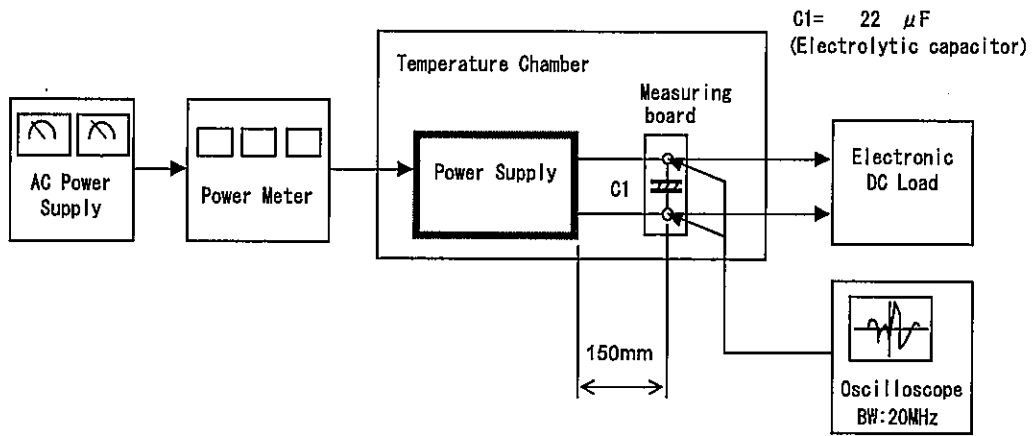 C1=   22  μF
(Electrolytic capacitor)
Temperature Chamber
Measuring
board
AC Power
Supply
Power Meter
Power Supply
C1
Electronic
DC Load
150mm
Oscilloscope
BW:20MHz